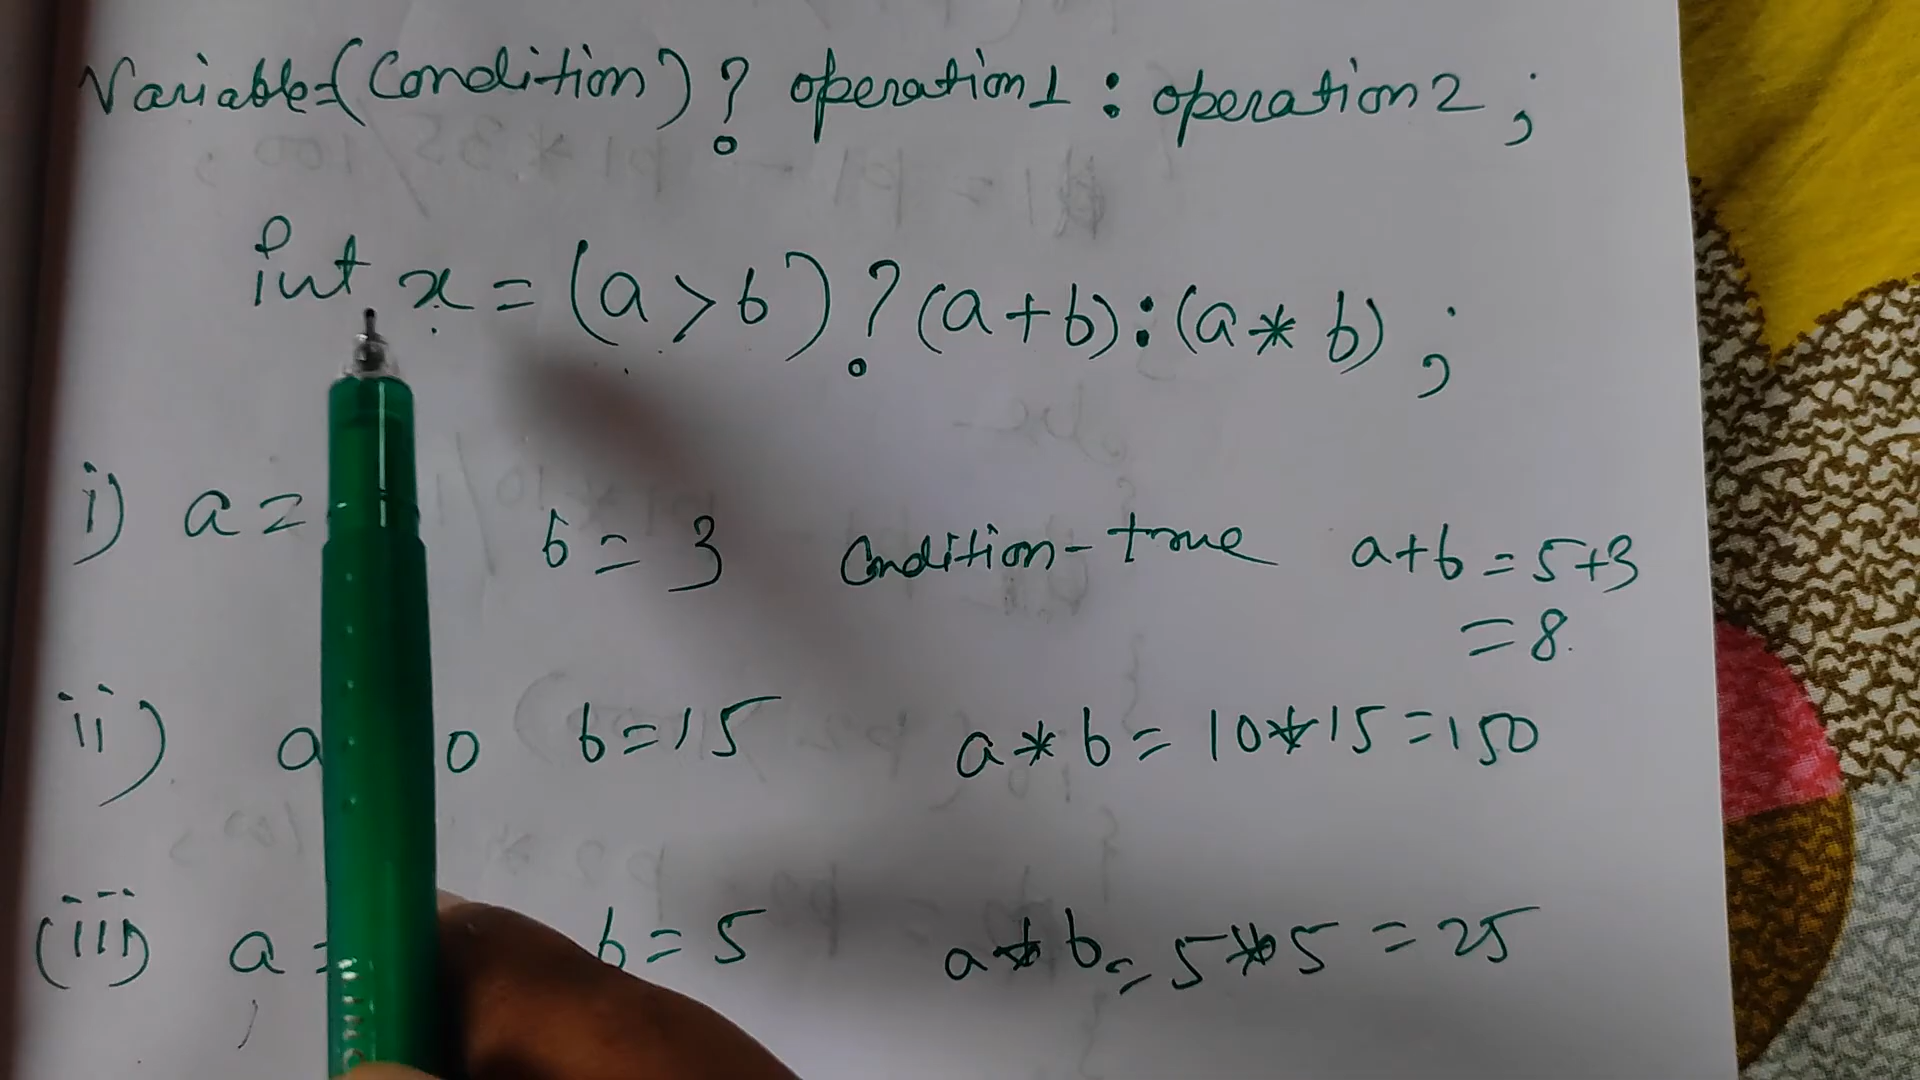 Variable=(Condition) ? operation1 : operation2 ;
int x = (a > b) ? (a + b) : (a * b) ;
i) a = b = 3 Condition - true a+b = 5+3
= 8.
ii) a 0 b = 15 a * b = 10*15 = 150
(iii) a = b = 5 a * b = 5*5 = 25